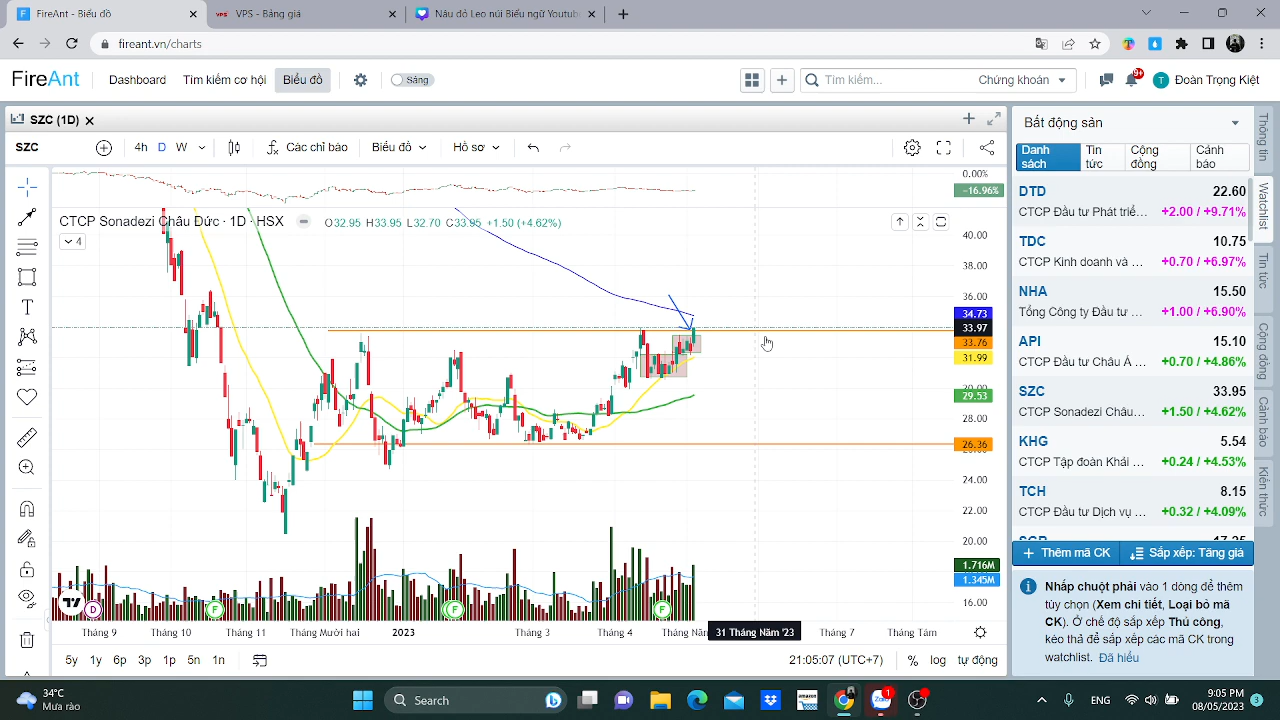 FireAnt - Biểu đồ
VPS - Bảng giá
Nâu đồ Leo núi Biểu ngữ Youtub
fireant.vn/charts
FireAnt
Dashboard
Tìm kiếm cơ hội
Biểu đồ
Sáng
Tìm kiếm...
Chứng khoán
9+
T
Đoàn Trọng Kiệt
SZC (1D)
SZC
4h D W
Các chỉ báo
Biểu đồ
Hồ sơ
CTCP Sonadezi Châu Đức · 1D · HSX
O32.95 H33.95 L32.70 C33.95 +1.50 (+4.62%)
4
0.00%
−16.96%
40.00
38.00
36.00
34.73
33.97
33.76
31.99
30.00
29.53
28.00
26.36
24.00
22.00
20.00
1.716M
1.345M
16.00
D
F
F
F
Tháng 9
Tháng 10
Tháng 11
Tháng Mười hai
2023
Tháng 3
Tháng 4
Tháng Năm
31 Tháng Năm '23
Tháng 7
Tháng Tám
5y 1y 6p 3p 1p 5n 1n
21:05:07 (UTC+7)
% log tự động
Bất động sản
Danh sách
Tin tức
Cộng đồng
Cảnh báo
DTD 22.60
CTCP Đầu tư Phát triể... +2.00 / +9.71%
TDC 10.75
CTCP Kinh doanh và ... +0.70 / +6.97%
NHA 15.50
Tổng Công ty Đầu tư ... +1.00 / +6.90%
API 15.10
CTCP Đầu tư Châu Á ... +0.70 / +4.86%
SZC 33.95
CTCP Sonadezi Châu... +1.50 / +4.62%
KHG 5.54
CTCP Tập đoàn Khải ... +0.24 / +4.53%
TCH 8.15
CTCP Đầu tư Dịch vụ ... +0.32 / +4.09%
Thêm mã CK
Sắp xếp: Tăng giá
Nhấp chuột phải vào 1 dòng để thêm
tùy chọn (Xem chi tiết, Loại bỏ mã
CK). Ở chế độ sắp xếp Thủ công,
kéo thả để sắp xếp các mã CK trong
watchlist. Đã hiểu
Thông tin
Watchlist
Tin tức
Cộng đồng
Cảnh báo
Kiến thức
34°C
Mưa rào
Search
amazon
Zalo
1
ENG
9:05 PM
08/05/2023
3